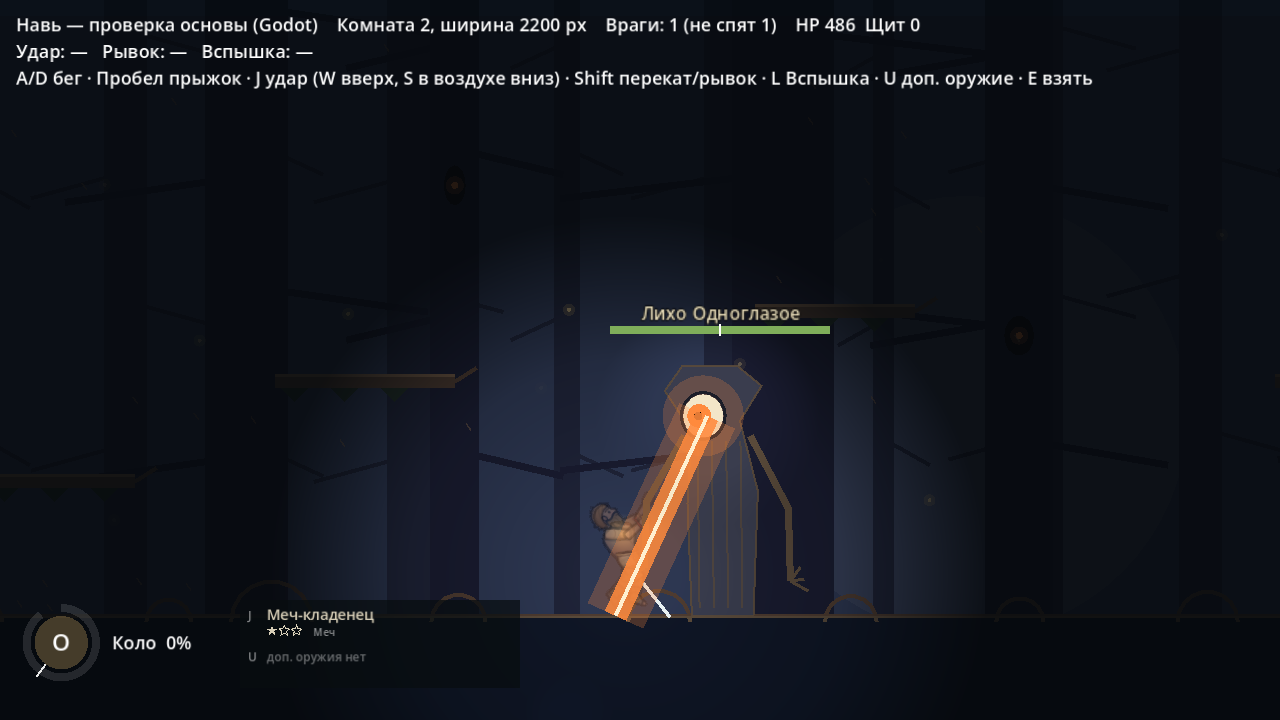 Навь — проверка основы (Godot) Комната 2, ширина 2200 px Враги: 1 (не спят 1) HP 486 Щит 0
Удар: — Рывок: — Вспышка: —
A/D бег · Пробел прыжок · J удар (W вверх, S в воздухе вниз) · Shift перекат/рывок · L Вспышка · U доп. оружие · E взять
Лихо Одноглазое
J Меч-кладенец
★☆☆ Меч
О Коло 0%
U доп. оружия нет